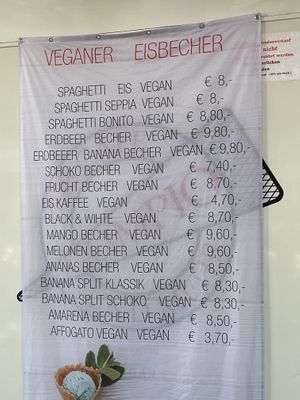 VEGANER EISBECHER
SPAGHETTI EIS VEGAN € 8,-
SPAGHETTI SEPPIA VEGAN € 8,-
SPAGHETTI BONITO VEGAN € 8,80,-
ERDBEER BECHER VEGAN € 9,80,-
ERDBEEER BANANA BECHER VEGAN € 9,80,-
SCHOKO BECHER VEGAN € 7,40,-
FRUCHT BECHER VEGAN € 8,70,-
EIS KAFFEE VEGAN € 4,70,-
BLACK & WIHTE VEGAN € 8,70,-
MANGO BECHER VEGAN € 9,60,-
MELONEN BECHER VEGAN € 9,60,-
ANANAS BECHER VEGAN € 8,50,-
BANANA SPLIT KLASSIK VEGAN € 8,30,-
BANANA SPLIT SCHOKO VEGAN € 8,30,-
AMARENA BECHER VEGAN € 8,50,-
AFFOGATO VEGAN VEGAN € 3,70,-
nicht